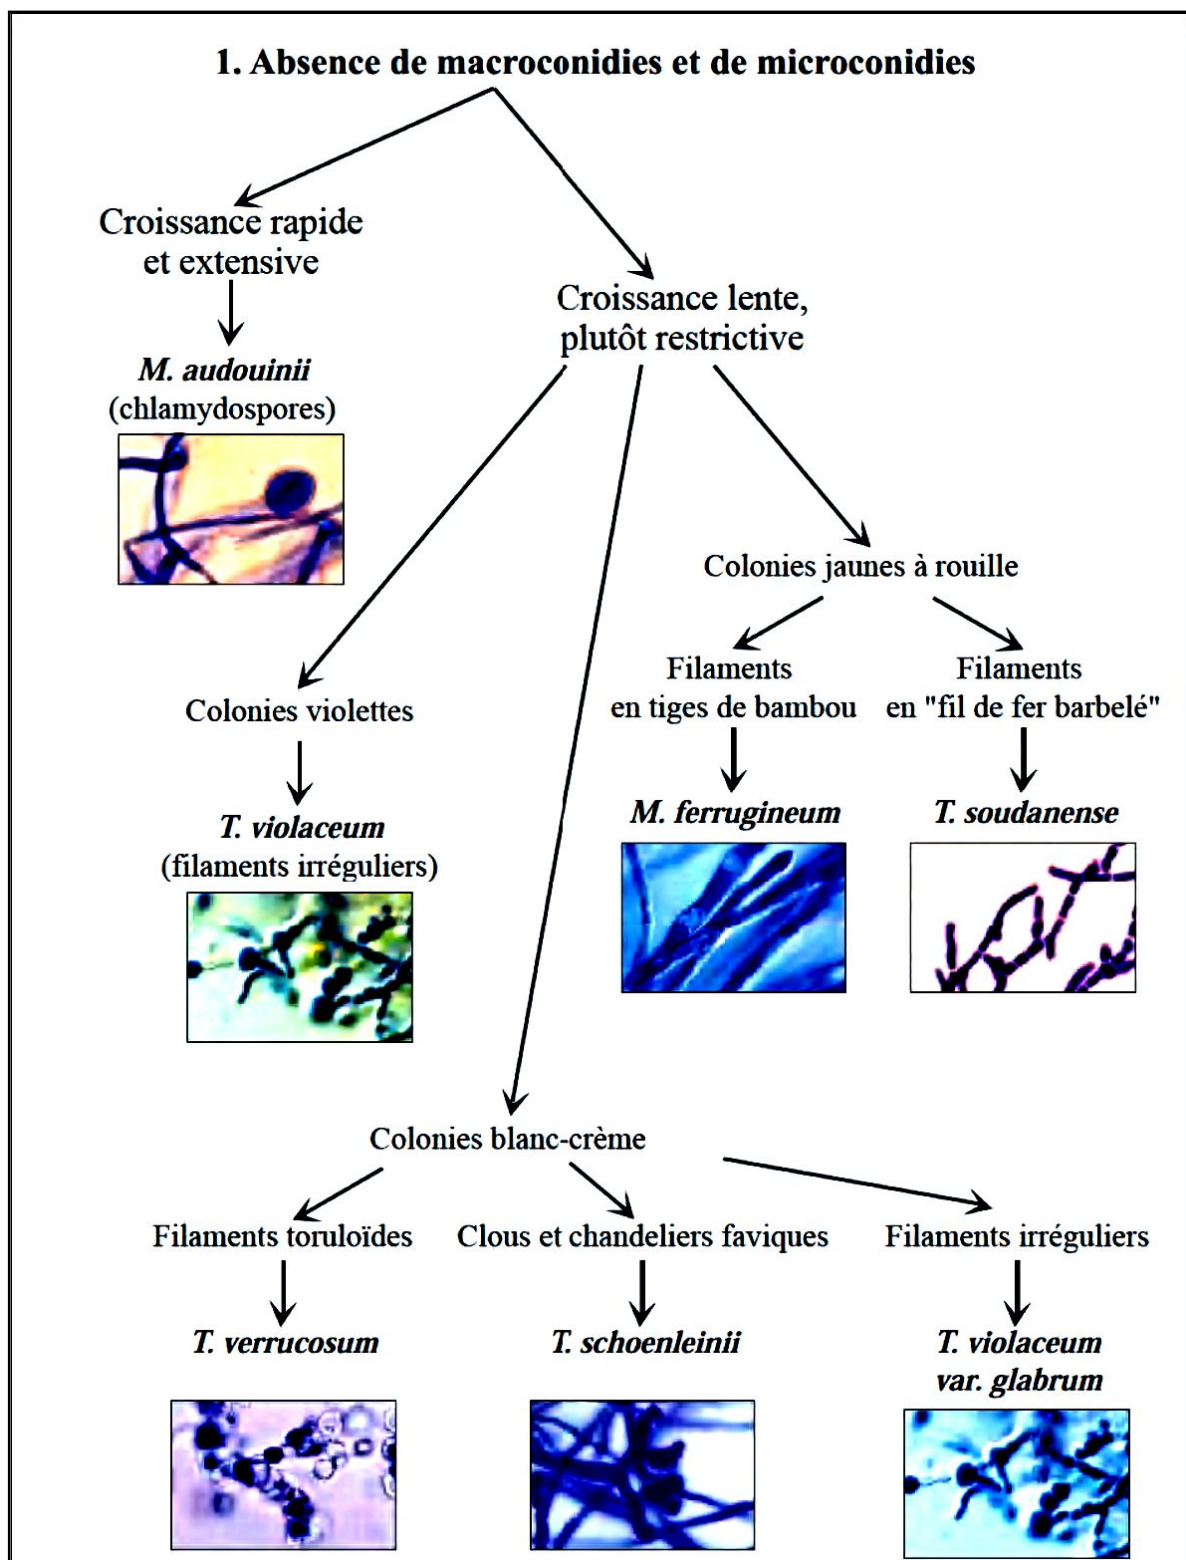 1. Absence de macroconidies et de microconidies
Croissance rapide
et extensive
M. audouinii
(chlamydospores)
Croissance lente,
plutôt restrictive
Colonies jaunes à rouille
Filaments
en tiges de bambou
M. ferrugineum
Filaments
en "fil de fer barbelé"
T. soudanense
Colonies violettes
T. violaceum
(filaments irréguliers)
Colonies blanc-crème
Filaments toruloïdes
T. verrucosum
Clous et chandeliers faviques
T. schoenleinii
Filaments irréguliers
T. violaceum
var. glabrum